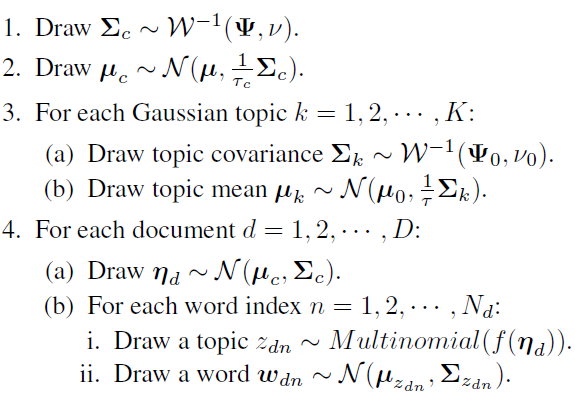 1. Draw Σ_c ∼ 𝒲⁻¹(Ψ, ν).
2. Draw μ_c ∼ 𝒩(μ, 1/τ_c Σ_c).
3. For each Gaussian topic k = 1, 2, ⋯ , K:
(a) Draw topic covariance Σ_k ∼ 𝒲⁻¹(Ψ₀, ν₀).
(b) Draw topic mean μ_k ∼ 𝒩(μ₀, 1/τ Σ_k).
4. For each document d = 1, 2, ⋯ , D:
(a) Draw η_d ∼ 𝒩(μ_c, Σ_c).
(b) For each word index n = 1, 2, ⋯ , N_d:
i. Draw a topic z_dn ∼ Multinomial(f(η_d)).
ii. Draw a word w_dn ∼ 𝒩(μ_{z_dn}, Σ_{z_dn}).